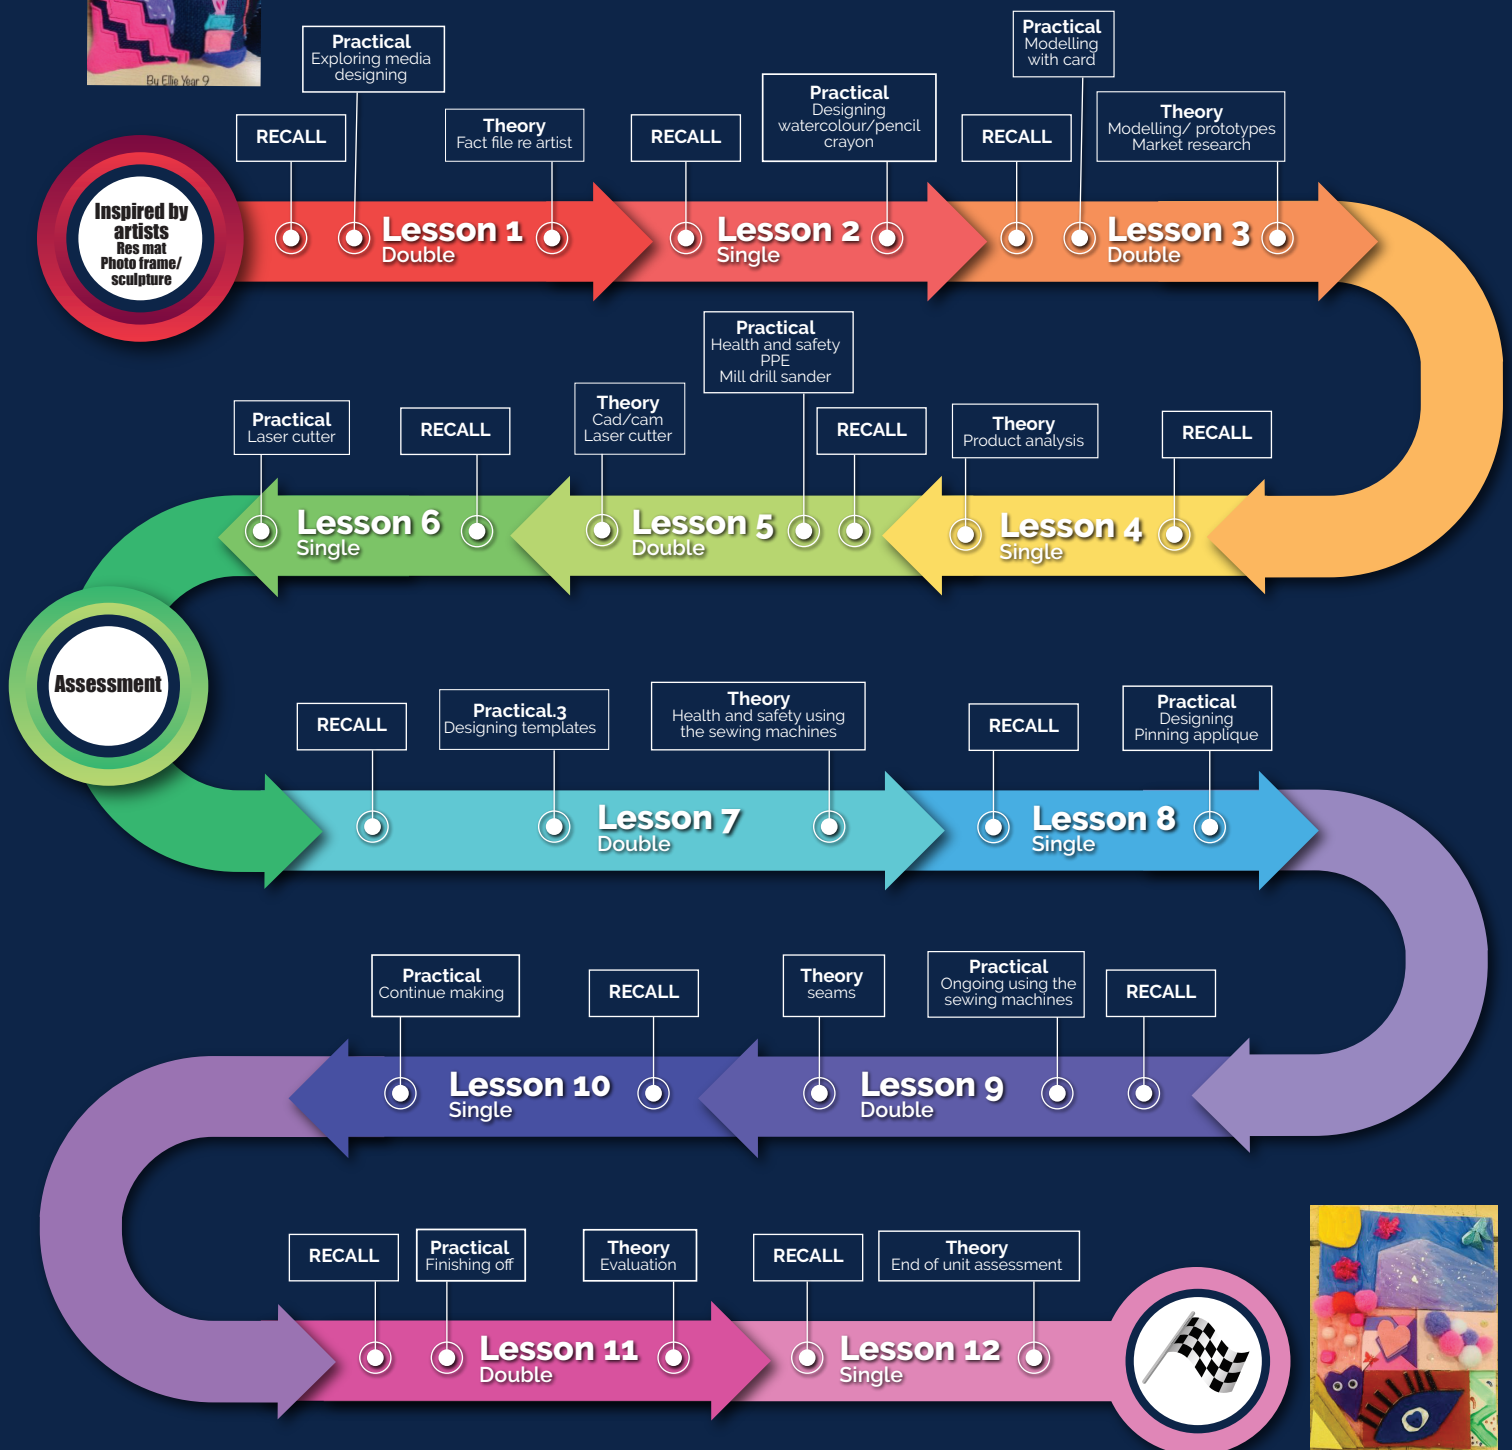 By Ellie Year 9
Inspired by
artists
Res mat
Photo frame/
sculpture
RECALL
Practical
Exploring media
designing
Lesson 1
Double
Theory
Fact file re artist
RECALL
Lesson 2
Single
Practical
Designing
watercolour/pencil
crayon
RECALL
Practical
Modelling
with card
Lesson 3
Double
Theory
Modelling/ prototypes
Market research
RECALL
Lesson 4
Single
Theory
Product analysis
RECALL
Practical
Health and safety
PPE
Mill drill sander
Lesson 5
Double
Theory
Cad/cam
Laser cutter
RECALL
Lesson 6
Single
Practical
Laser cutter
Assessment
RECALL
Practical.3
Designing templates
Lesson 7
Double
Theory
Health and safety using
the sewing machines
RECALL
Lesson 8
Single
Practical
Designing
Pinning applique
RECALL
Practical
Ongoing using the
sewing machines
Lesson 9
Double
Theory
seams
RECALL
Lesson 10
Single
Practical
Continue making
RECALL
Practical
Finishing off
Lesson 11
Double
Theory
Evaluation
RECALL
Lesson 12
Single
Theory
End of unit assessment